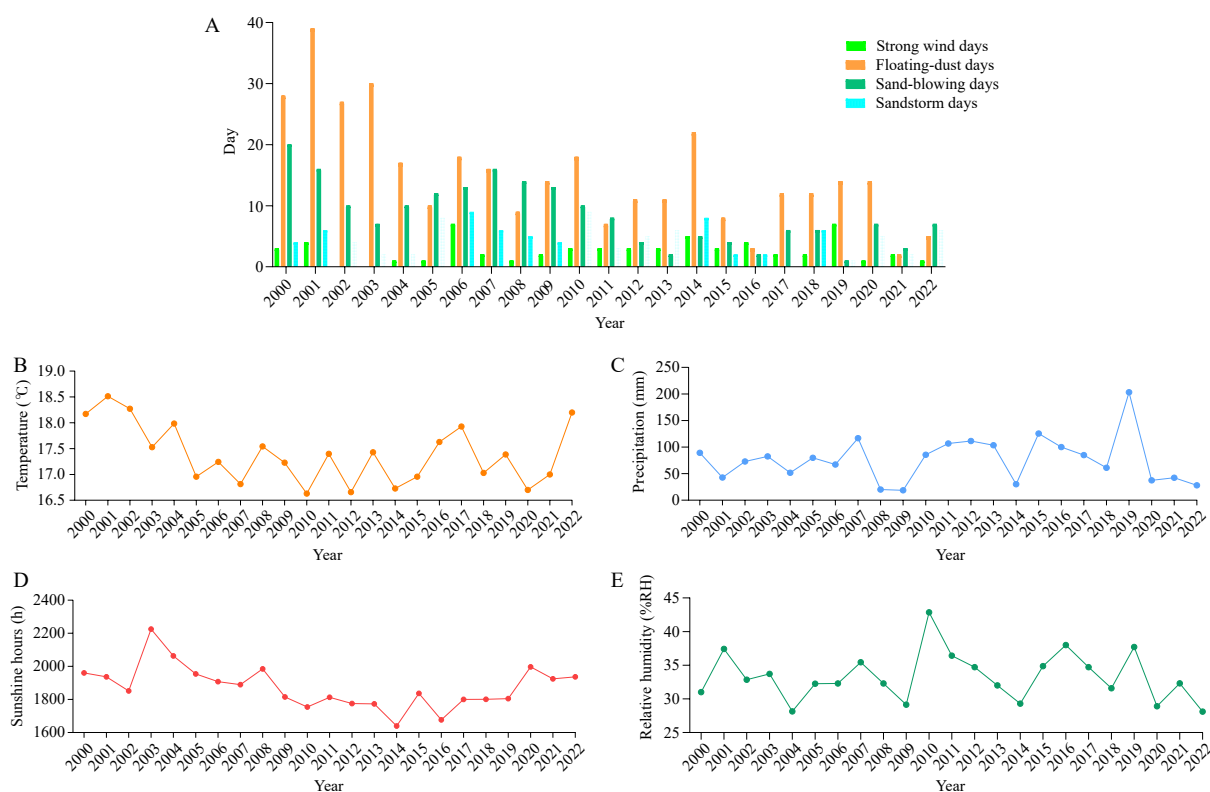 A
40
30
20
10
0
Day
Strong wind days
Floating-dust days
Sand-blowing days
Sandstorm days
2000 2001 2002 2003 2004 2005 2006 2007 2008 2009 2010 2011 2012 2013 2014 2015 2016 2017 2018 2019 2020 2021 2022
Year
B
19.0
18.5
18.0
17.5
17.0
16.5
Temperature (℃)
2000 2001 2002 2003 2004 2005 2006 2007 2008 2009 2010 2011 2012 2013 2014 2015 2016 2017 2018 2019 2020 2021 2022
Year
C
250
200
150
100
50
0
Precipitation (mm)
2000 2001 2002 2003 2004 2005 2006 2007 2008 2009 2010 2011 2012 2013 2014 2015 2016 2017 2018 2019 2020 2021 2022
Year
D
2400
2200
2000
1800
1600
Sunshine hours (h)
2000 2001 2002 2003 2004 2005 2006 2007 2008 2009 2010 2011 2012 2013 2014 2015 2016 2017 2018 2019 2020 2021 2022
Year
E
45
40
35
30
25
Relative humidity (%RH)
2000 2001 2002 2003 2004 2005 2006 2007 2008 2009 2010 2011 2012 2013 2014 2015 2016 2017 2018 2019 2020 2021 2022
Year